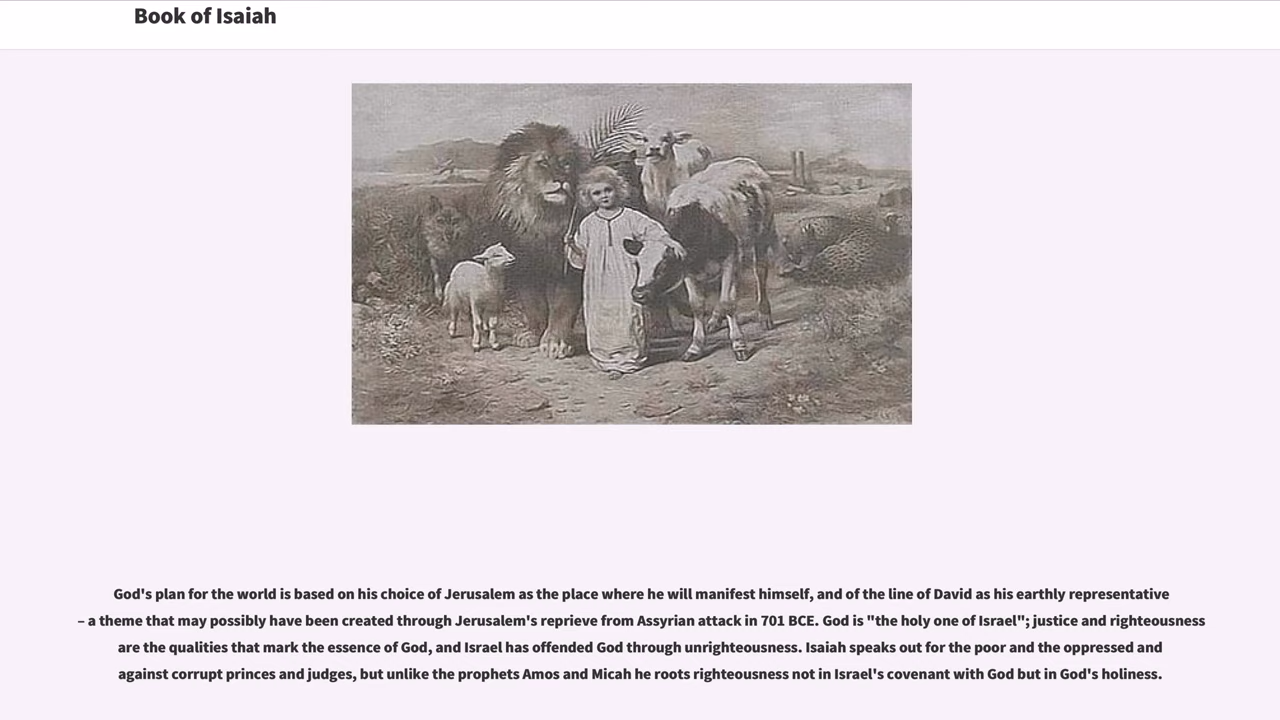 Book of Isaiah
God's plan for the world is based on his choice of Jerusalem as the place where he will manifest himself, and of the line of David as his earthly representative
– a theme that may possibly have been created through Jerusalem's reprieve from Assyrian attack in 701 BCE. God is "the holy one of Israel"; justice and righteousness
are the qualities that mark the essence of God, and Israel has offended God through unrighteousness. Isaiah speaks out for the poor and the oppressed and
against corrupt princes and judges, but unlike the prophets Amos and Micah he roots righteousness not in Israel's covenant with God but in God's holiness.